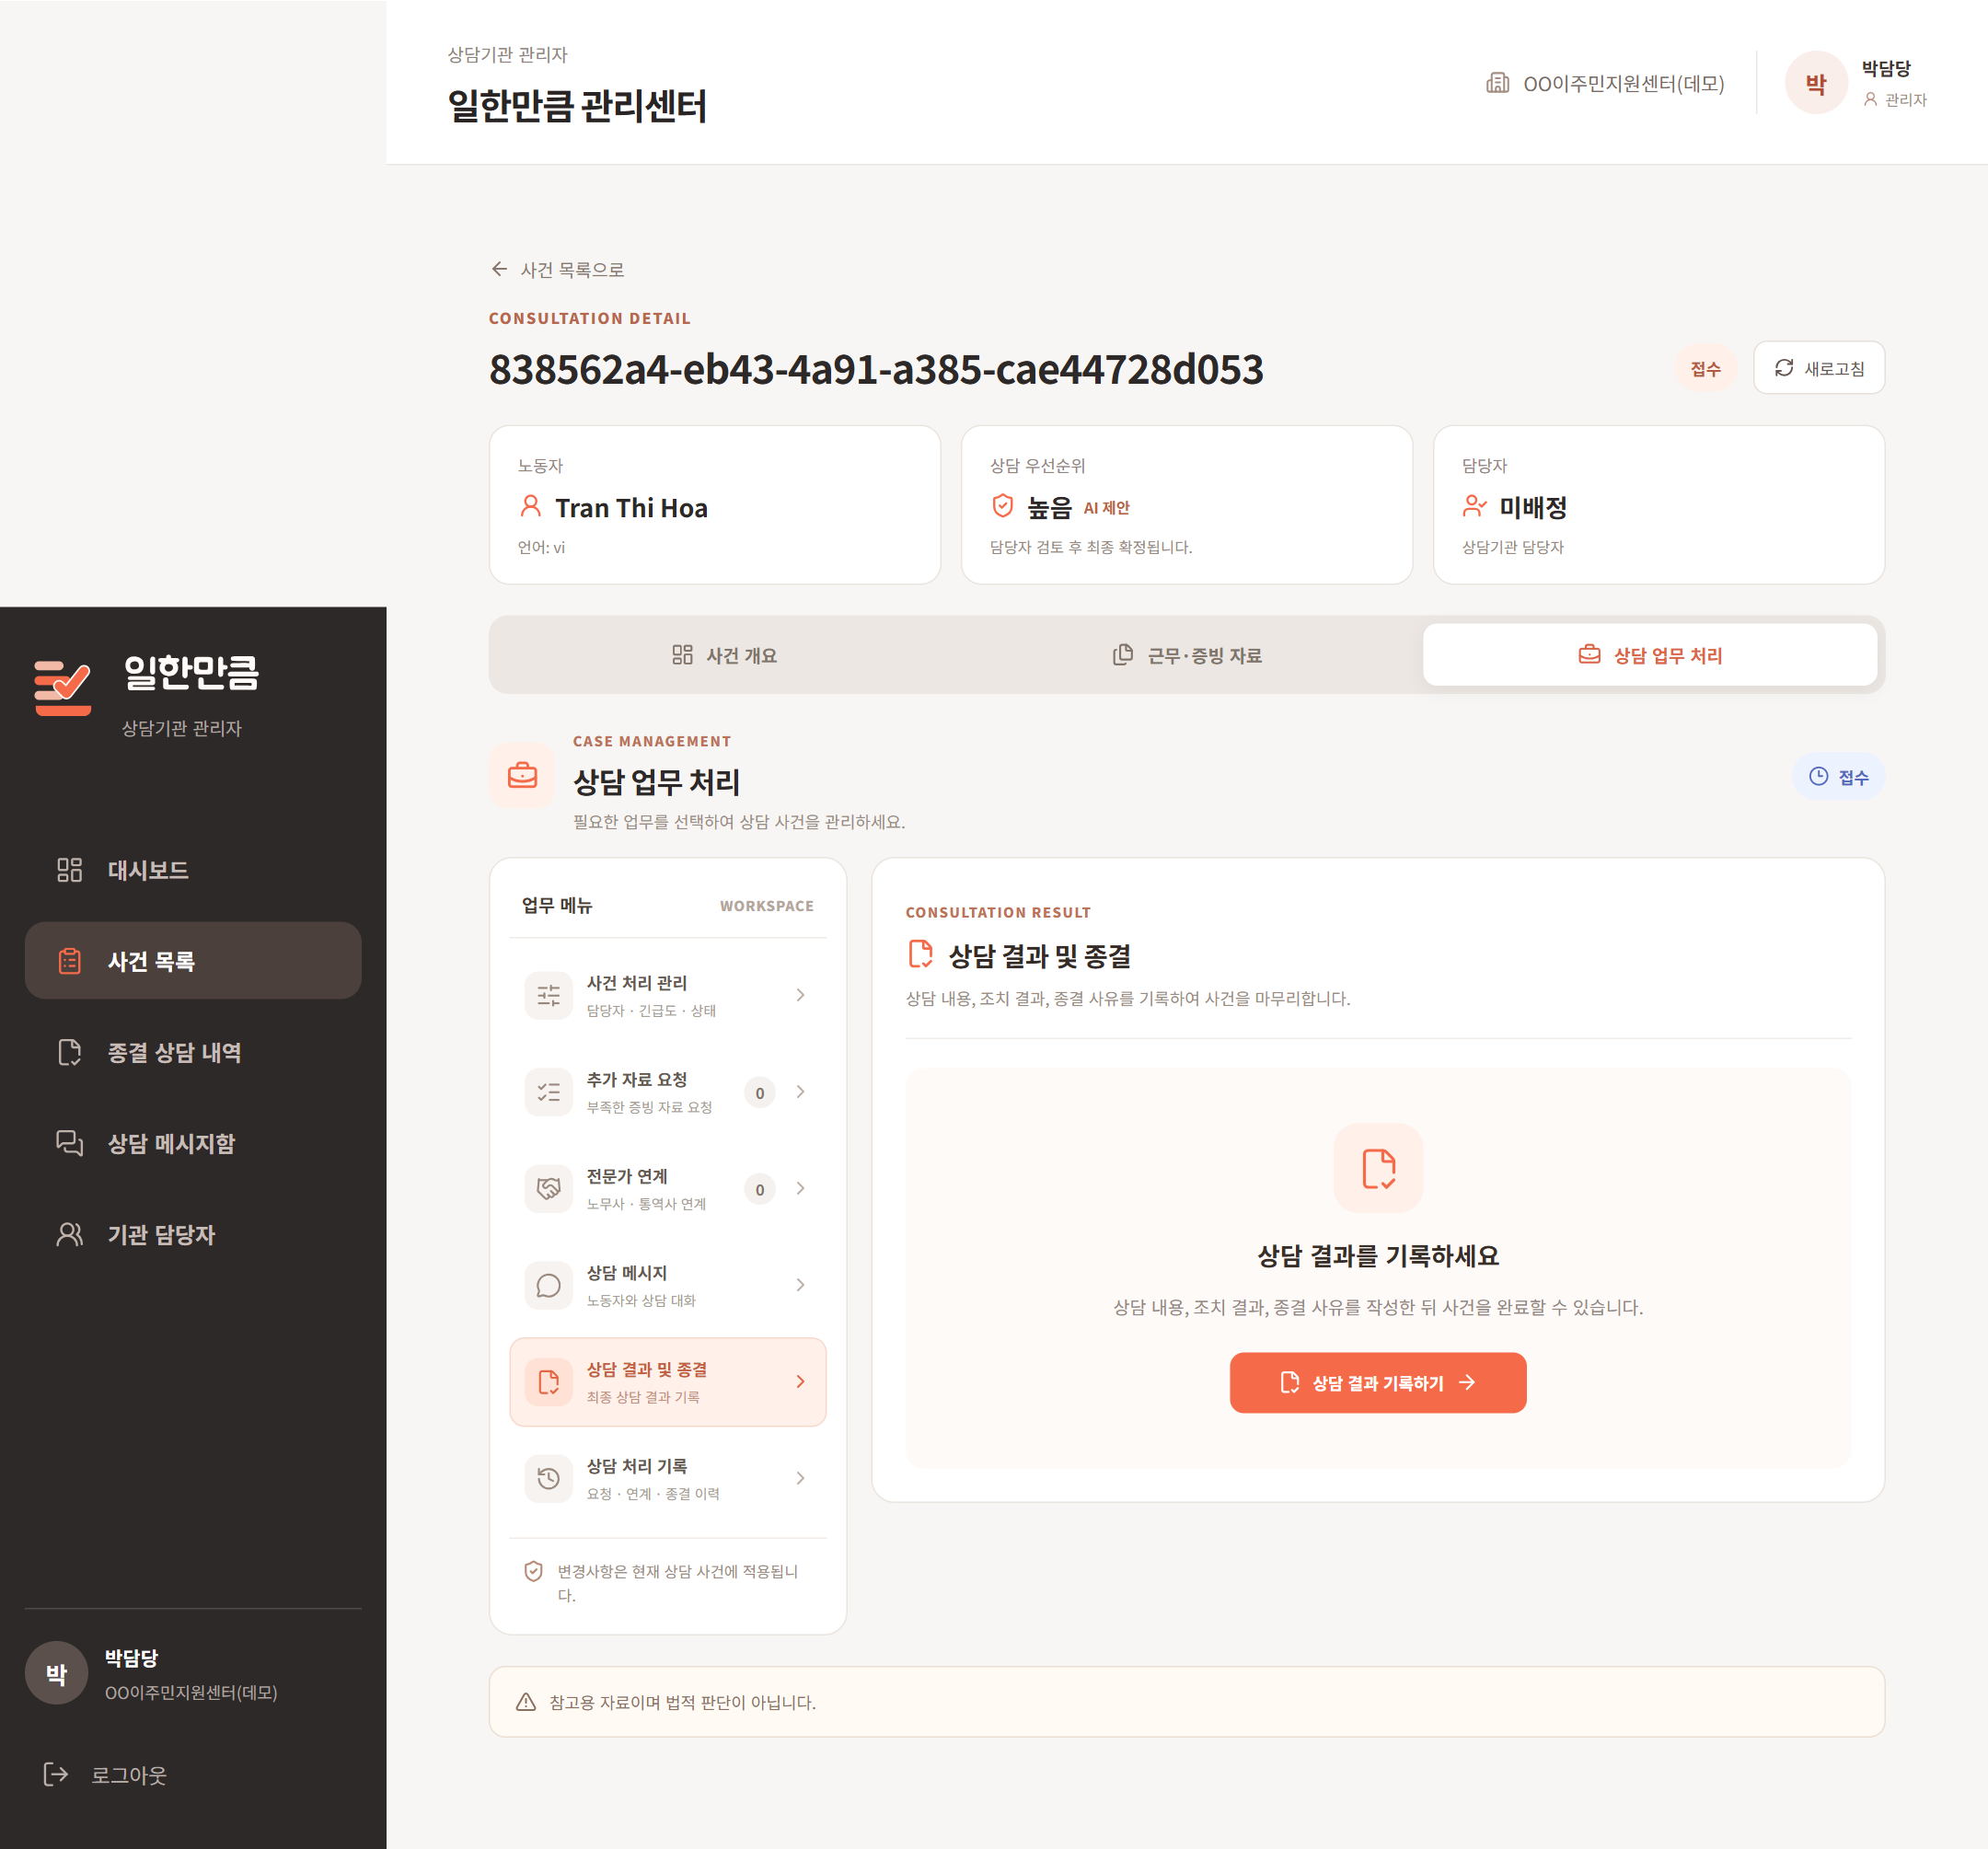 상담기관 관리자
일한만큼 관리센터
OO이주민지원센터(데모)
박
박담당
관리자
사건 목록으로
CONSULTATION DETAIL
838562a4-eb43-4a91-a385-cae44728d053
접수
새로고침
노동자
Tran Thi Hoa
언어: vi
상담 우선순위
높음 AI 제안
담당자 검토 후 최종 확정됩니다.
담당자
미배정
상담기관 담당자
사건 개요
근무·증빙 자료
상담 업무 처리
일한만큼
상담기관 관리자
대시보드
사건 목록
종결 상담 내역
상담 메시지함
기관 담당자
박
박담당
OO이주민지원센터(데모)
로그아웃
CASE MANAGEMENT
상담 업무 처리
필요한 업무를 선택하여 상담 사건을 관리하세요.
접수
업무 메뉴
WORKSPACE
사건 처리 관리
담당자 · 긴급도 · 상태
추가 자료 요청
부족한 증빙 자료 요청
0
전문가 연계
노무사 · 통역사 연계
0
상담 메시지
노동자와 상담 대화
상담 결과 및 종결
최종 상담 결과 기록
상담 처리 기록
요청 · 연계 · 종결 이력
변경사항은 현재 상담 사건에 적용됩니
다.
CONSULTATION RESULT
상담 결과 및 종결
상담 내용, 조치 결과, 종결 사유를 기록하여 사건을 마무리합니다.
상담 결과를 기록하세요
상담 내용, 조치 결과, 종결 사유를 작성한 뒤 사건을 완료할 수 있습니다.
상담 결과 기록하기
참고용 자료이며 법적 판단이 아닙니다.